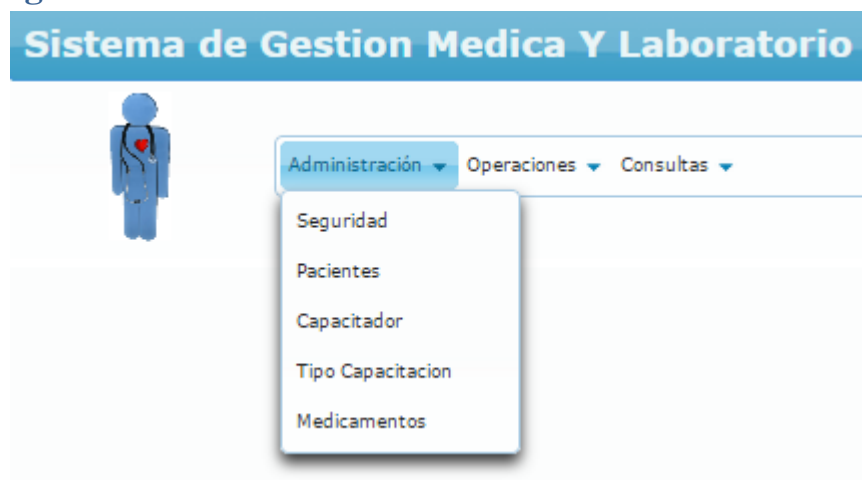 Sistema de Gestion Medica Y Laboratorio
Administración Operaciones Consultas
Seguridad
Pacientes
Capacitador
Tipo Capacitacion
Medicamentos